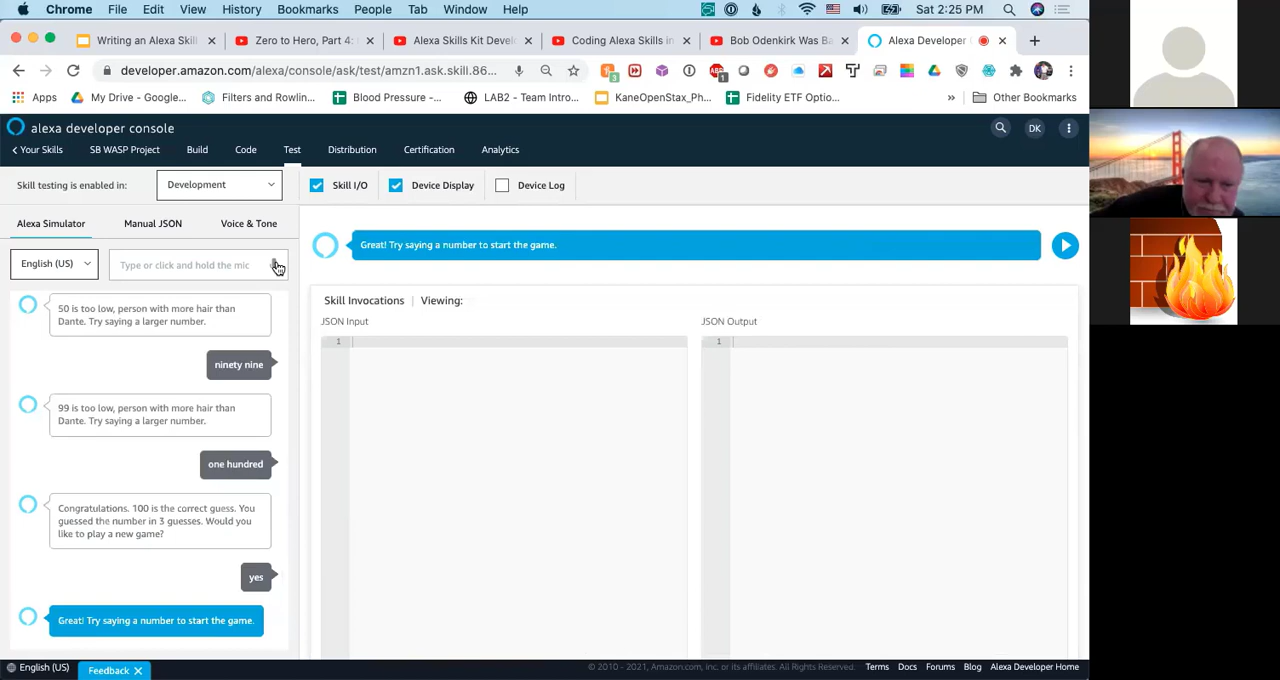 Chrome File Edit View History Bookmarks People Tab Window Help Sat 2:25 PM
Writing an Alexa Skil Zero to Hero, Part 4: Alexa Skills Kit Devel Coding Alexa Skills in Bob Odenkirk Was Ba Alexa Developer C
developer.amazon.com/alexa/console/ask/test/amzn1.ask.skill.86...
Apps My Drive - Google... Filters and Rowlin... Blood Pressure -... LAB2 - Team Intro... KaneOpenStax_Ph... Fidelity ETF Optio... » Other Bookmarks
alexa developer console DK
Your Skills SB WASP Project Build Code Test Distribution Certification Analytics
Skill testing is enabled in: Development Skill I/O Device Display Device Log
Alexa Simulator Manual JSON Voice & Tone
Great! Try saying a number to start the game.
English (US) Type or click and hold the mic
Skill Invocations | Viewing:
JSON Input JSON Output
1 1
50 is too low, person with more hair than
Dante. Try saying a larger number.
ninety nine
99 is too low, person with more hair than
Dante. Try saying a larger number.
one hundred
Congratulations. 100 is the correct guess. You
guessed the number in 3 guesses. Would you
like to play a new game?
yes
Great! Try saying a number to start the game.
English (US) Feedback © 2010 - 2021, Amazon.com, Inc. or its affiliates. All Rights Reserved. Terms Docs Forums Blog Alexa Developer Home